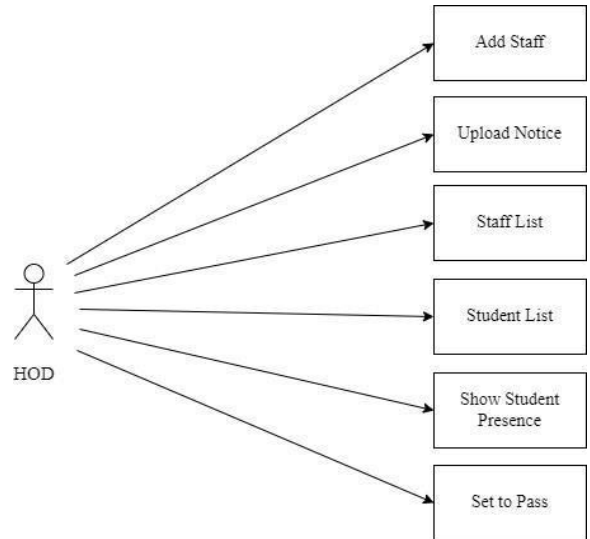 Add Staff
Upload Notice
Staff List
Student List
HOD
Show Student
Presence
Set to Pass